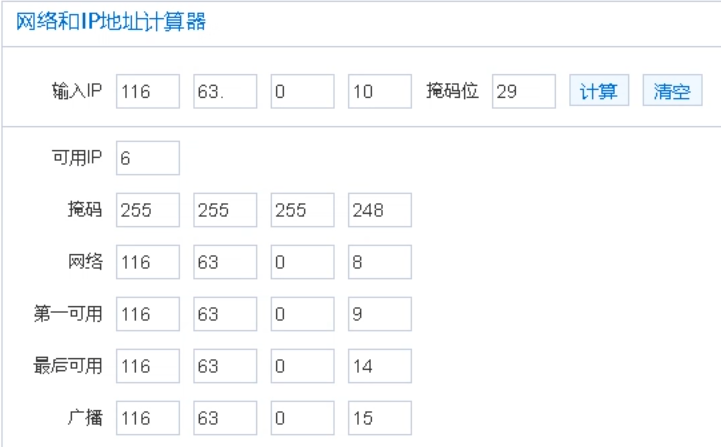 网络和IP地址计算器
输入IP 116 63. 0 10 掩码位 29 计算 清空
可用IP 6
掩码 255 255 255 248
网络 116 63 0 8
第一可用 116 63 0 9
最后可用 116 63 0 14
广播 116 63 0 15